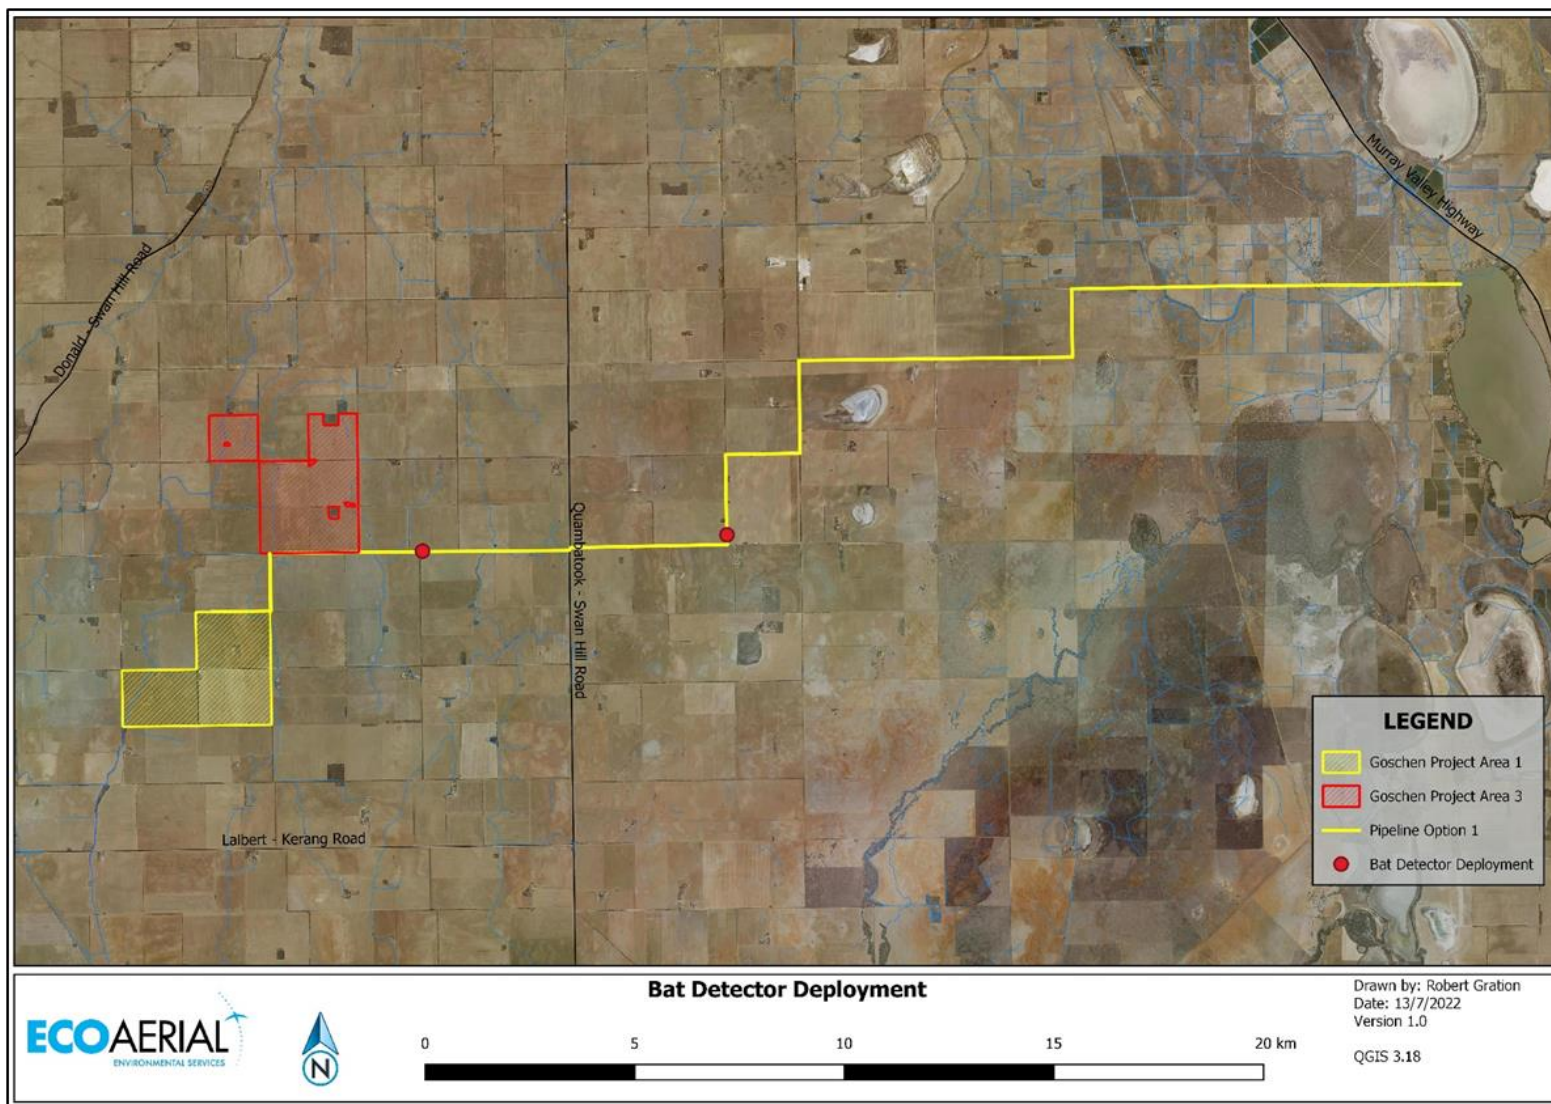 Murray Valley Highway
Donald - Swan Hill Road
Quambatook - Swan Hill Road
Lalbert - Kerang Road
LEGEND
Goschen Project Area 1
Goschen Project Area 3
Pipeline Option 1
Bat Detector Deployment
Bat Detector Deployment
ECOAERIAL
ENVIRONMENTAL SERVICES
N
0 5 10 15 20 km
Drawn by: Robert Gration
Date: 13/7/2022
Version 1.0
QGIS 3.18